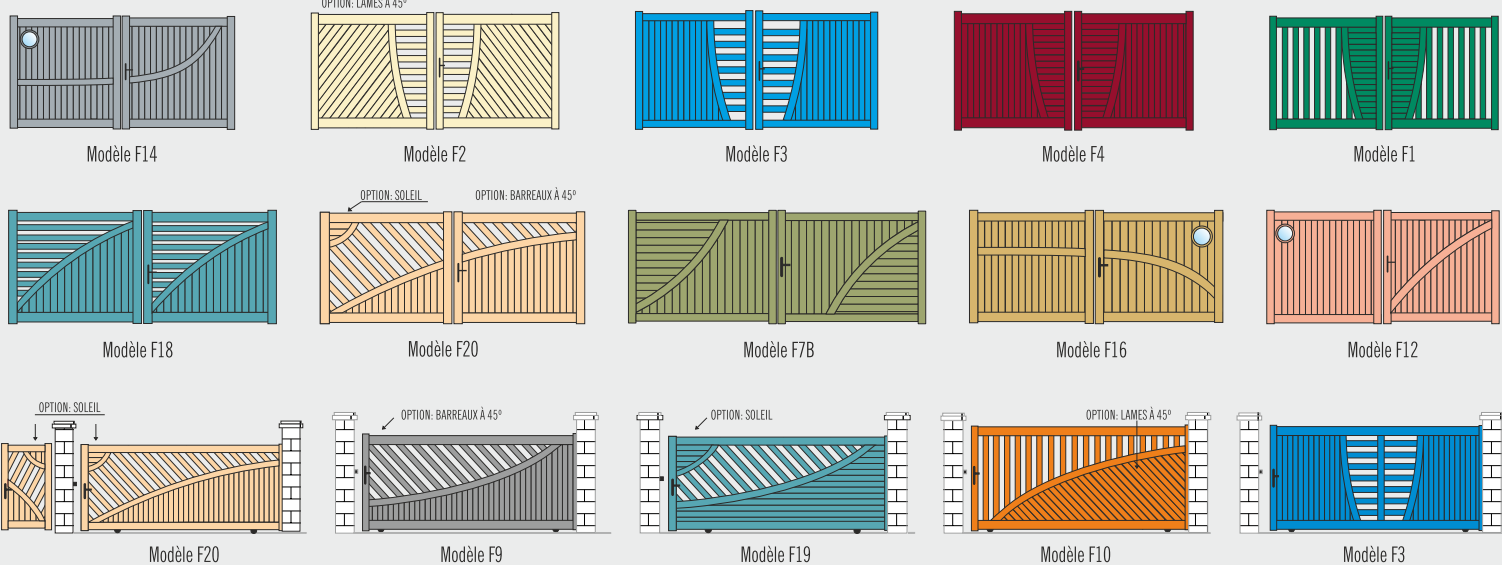 OPTION: LAMES À 45°
Modèle F14
Modèle F2
Modèle F3
Modèle F4
Modèle F1
OPTION: SOLEIL
OPTION: BARREAUX À 45°
Modèle F18
Modèle F20
Modèle F7B
Modèle F16
Modèle F12
OPTION: SOLEIL
OPTION: BARREAUX À 45°
OPTION: SOLEIL
OPTION: LAMES À 45°
Modèle F20
Modèle F9
Modèle F19
Modèle F10
Modèle F3